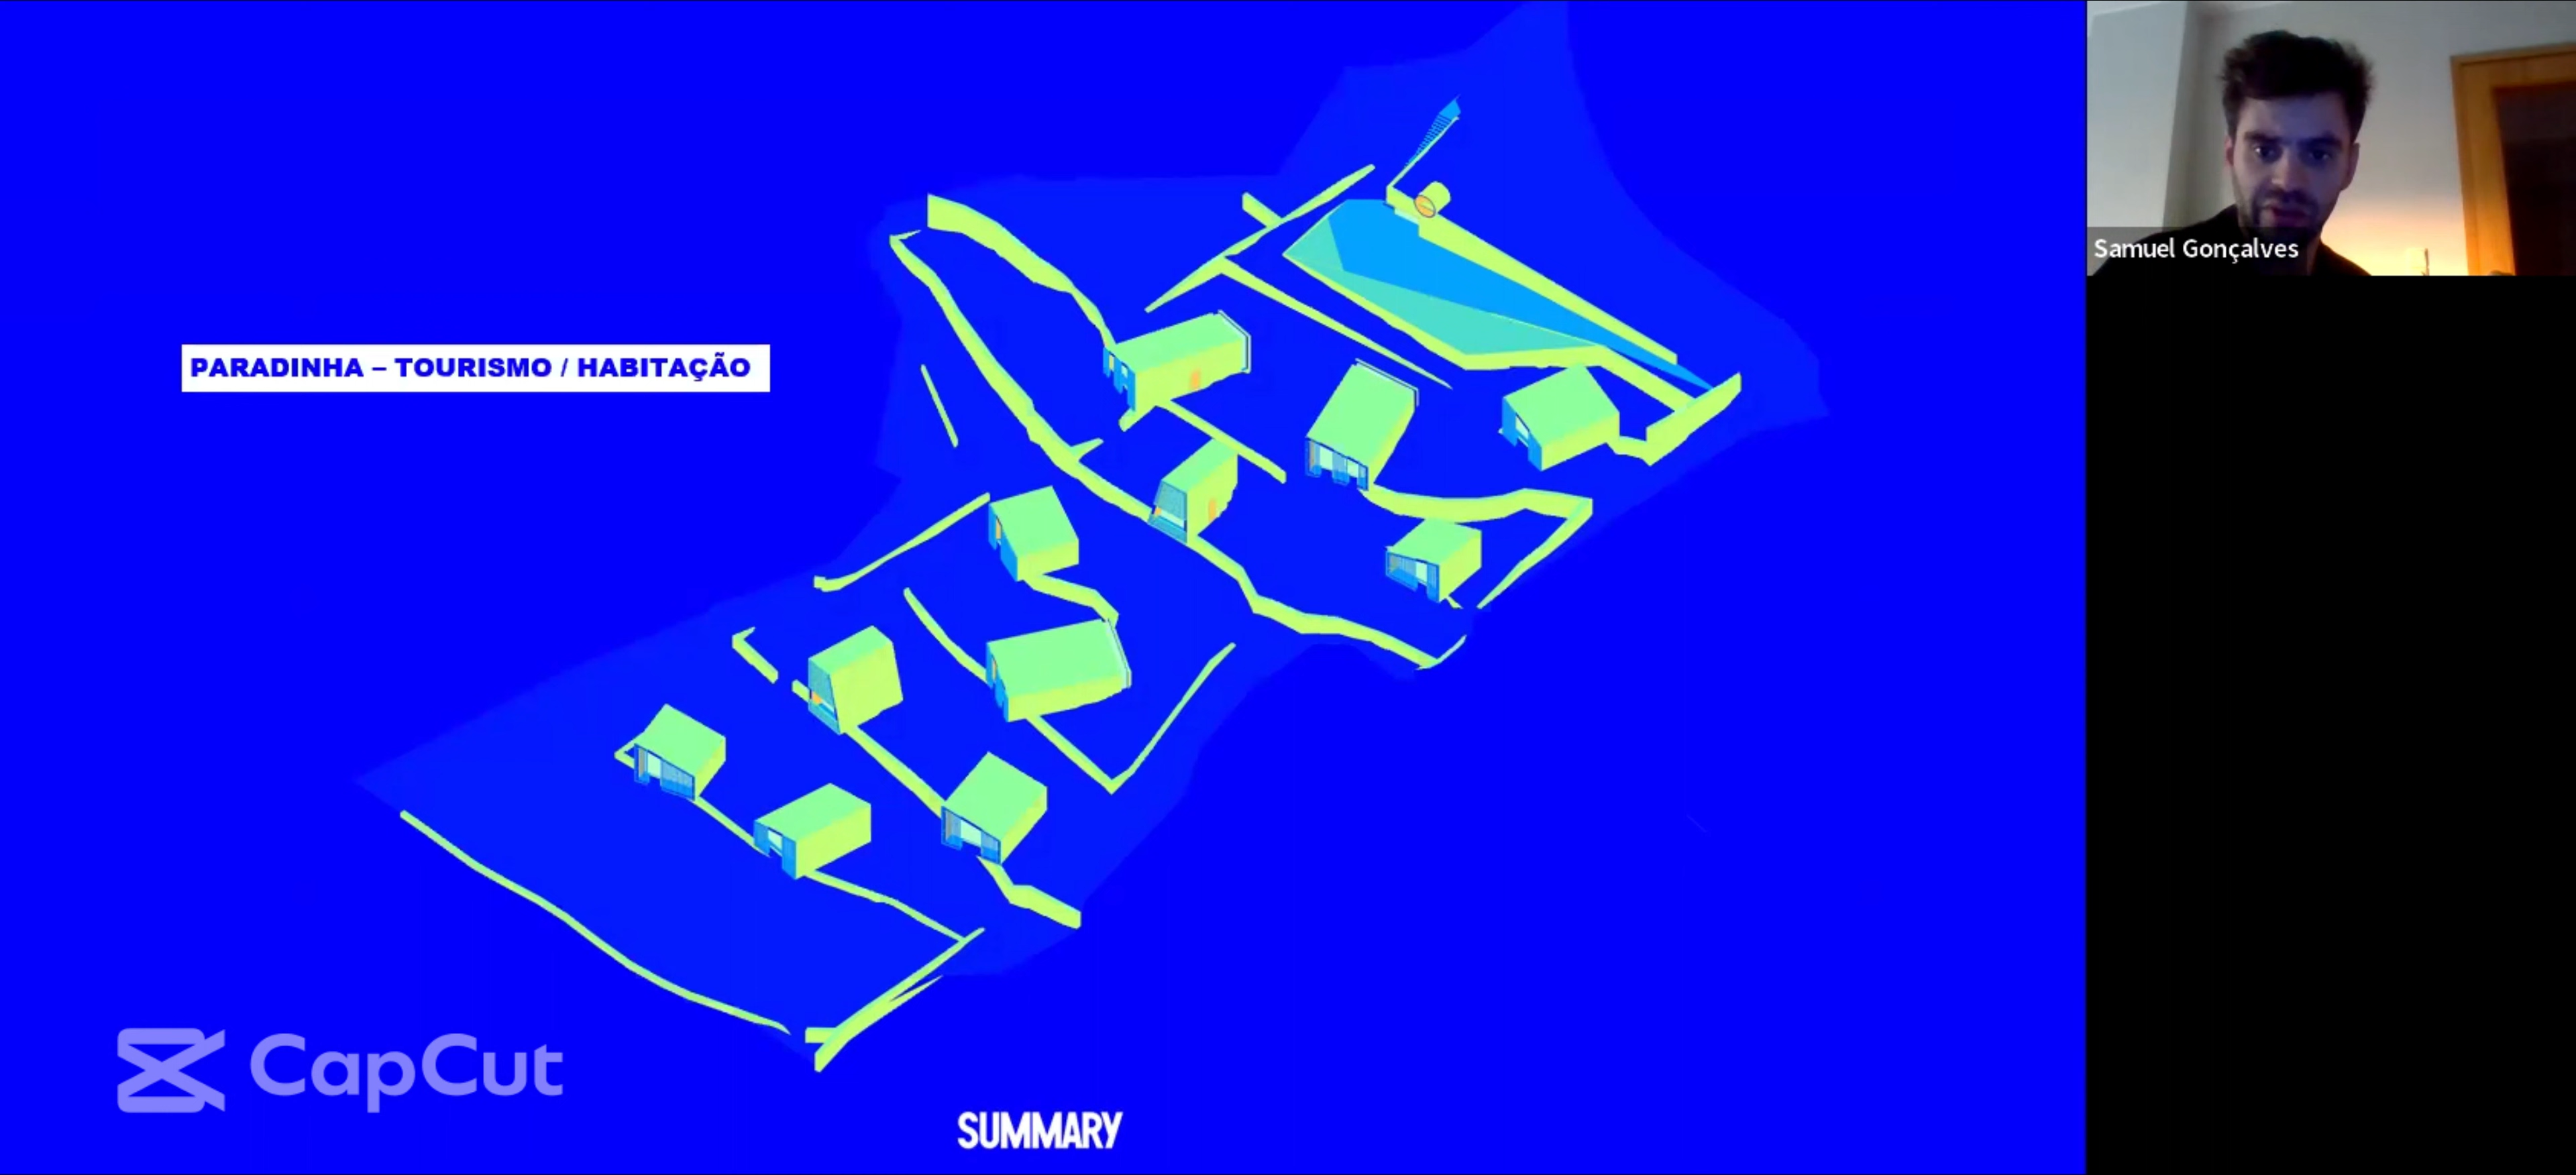 PARADINHA – TOURISMO / HABITAÇÃO
Samuel Gonçalves
CapCut
SUMMARY